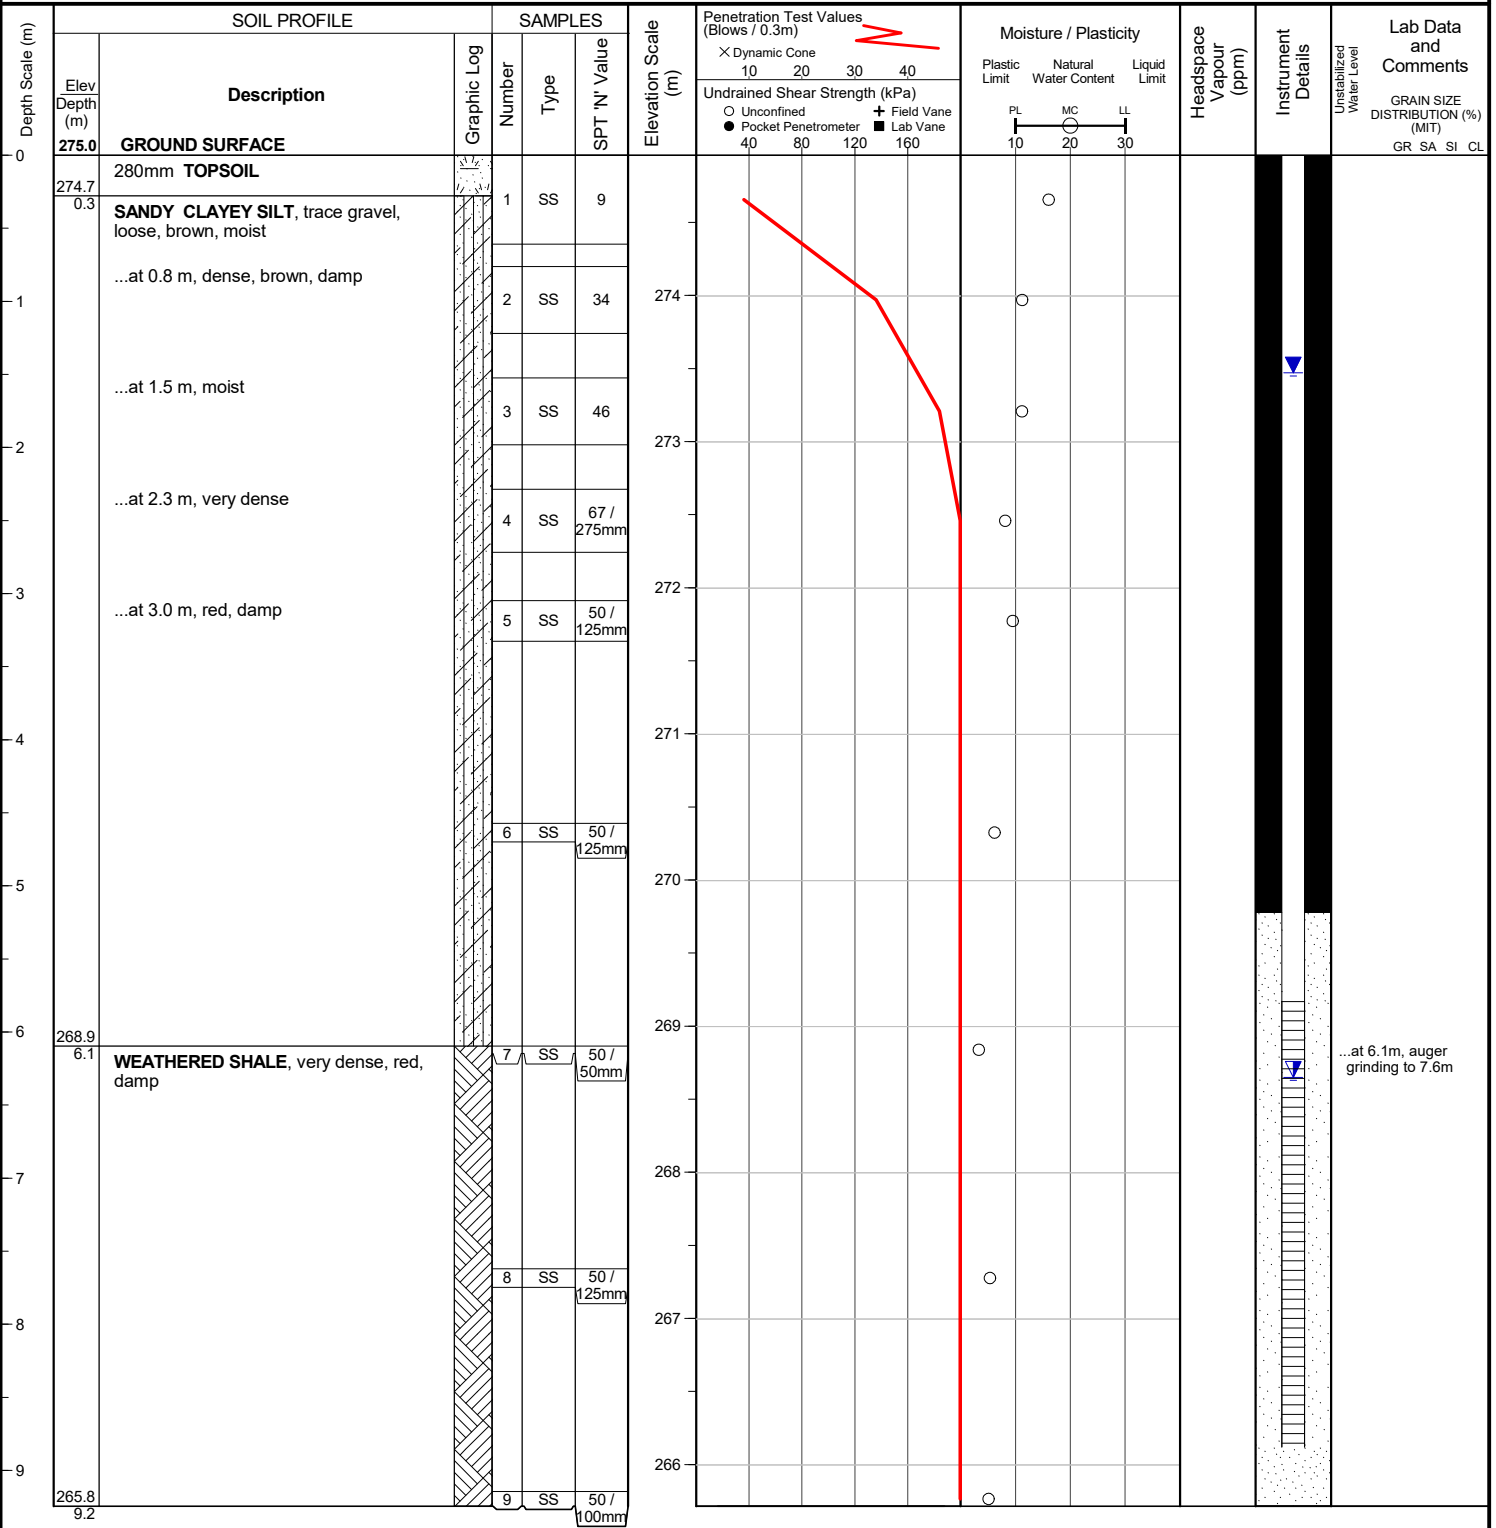 SOIL PROFILE
SAMPLES
Depth Scale (m)
Elev
Depth
(m)
Description
Graphic Log
Number
Type
SPT 'N' Value
Elevation Scale
(m)
Penetration Test Values
(Blows / 0.3m)
× Dynamic Cone
10 20 30 40
Undrained Shear Strength (kPa)
Unconfined
Field Vane
Pocket Penetrometer
Lab Vane
40 80 120 160
Moisture / Plasticity
Plastic
Limit
Natural
Water Content
Liquid
Limit
PL MC LL
10 20 30
Headspace
Vapour
(ppm)
Instrument
Details
Unstabilized
Water Level
Lab Data
and
Comments
GRAIN SIZE
DISTRIBUTION (%)
(MIT)
GR SA SI CL
275.0 GROUND SURFACE
0
280mm TOPSOIL
274.7
0.3
SANDY CLAYEY SILT, trace gravel,
loose, brown, moist
1 SS 9
...at 0.8 m, dense, brown, damp
1
2 SS 34
274
...at 1.5 m, moist
3 SS 46
2
273
...at 2.3 m, very dense
4 SS 67 /
275mm
3
272
...at 3.0 m, red, damp
5 SS 50 /
125mm
4
271
6 SS 50 /
125mm
5
270
6
269
268.9
6.1
WEATHERED SHALE, very dense, red,
damp
7 SS 50 /
50mm
...at 6.1m, auger
grinding to 7.6m
7
268
8 SS 50 /
125mm
8
267
9
266
265.8
9.2
9 SS 50 /
100mm